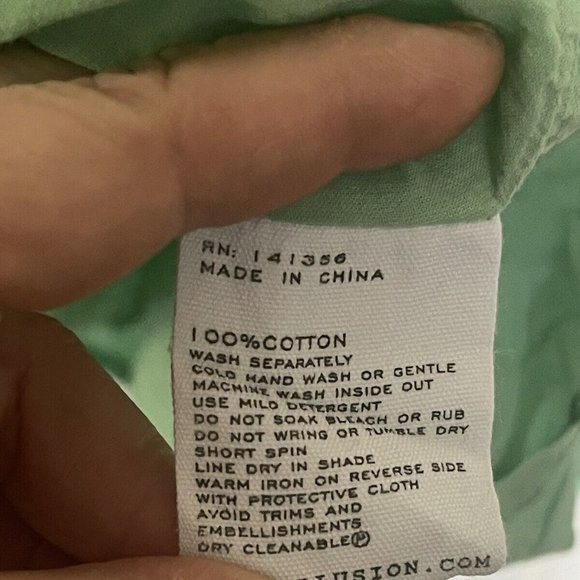 RN: 141356
MADE IN CHINA
100%COTTON
WASH SEPARATELY
COLD HAND WASH OR GENTLE
MACHINE WASH INSIDE OUT
USE MILD DETERGENT
DO NOT SOAK BLEACH OR RUB
DO NOT WRING OR TUMBLE DRY
SHORT SPIN
LINE DRY IN SHADE
WARM IRON ON REVERSE SIDE
WITH PROTECTIVE CLOTH
AVOID TRIMS AND
EMBELLISHMENTS
DRY CLEANABLE Ⓟ